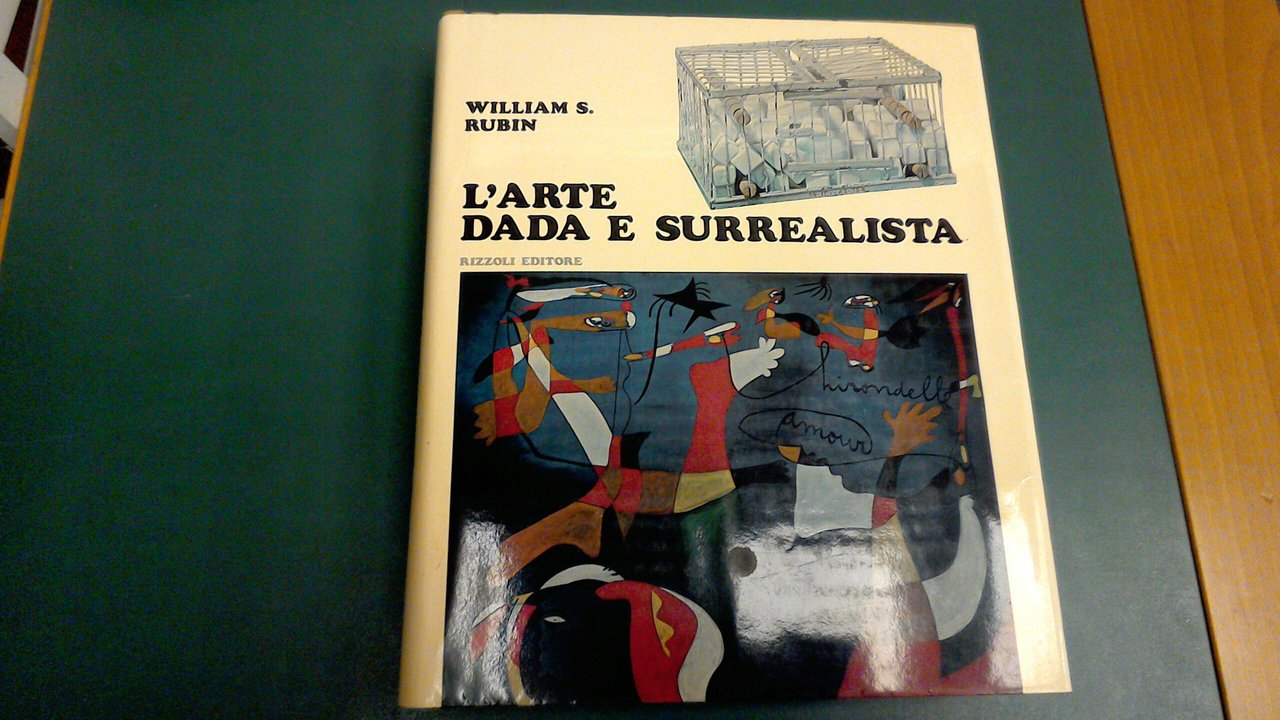 WILLIAM S.
RUBIN
L'ARTE
DADA E SURREALISTA
RIZZOLI EDITORE
hirondelle
amour